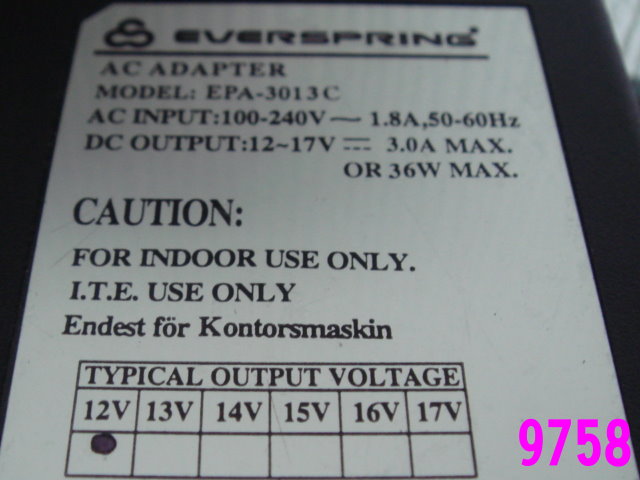 EVERSPRING
AC ADAPTER
MODEL: EPA-3013C
AC INPUT:100-240V ~ 1.8A,50-60Hz
DC OUTPUT:12~17V ⎓ 3.0A MAX.
OR 36W MAX.
CAUTION:
FOR INDOOR USE ONLY.
I.T.E. USE ONLY
Endest för Kontorsmaskin
TYPICAL OUTPUT VOLTAGE
12V 13V 14V 15V 16V 17V
9758